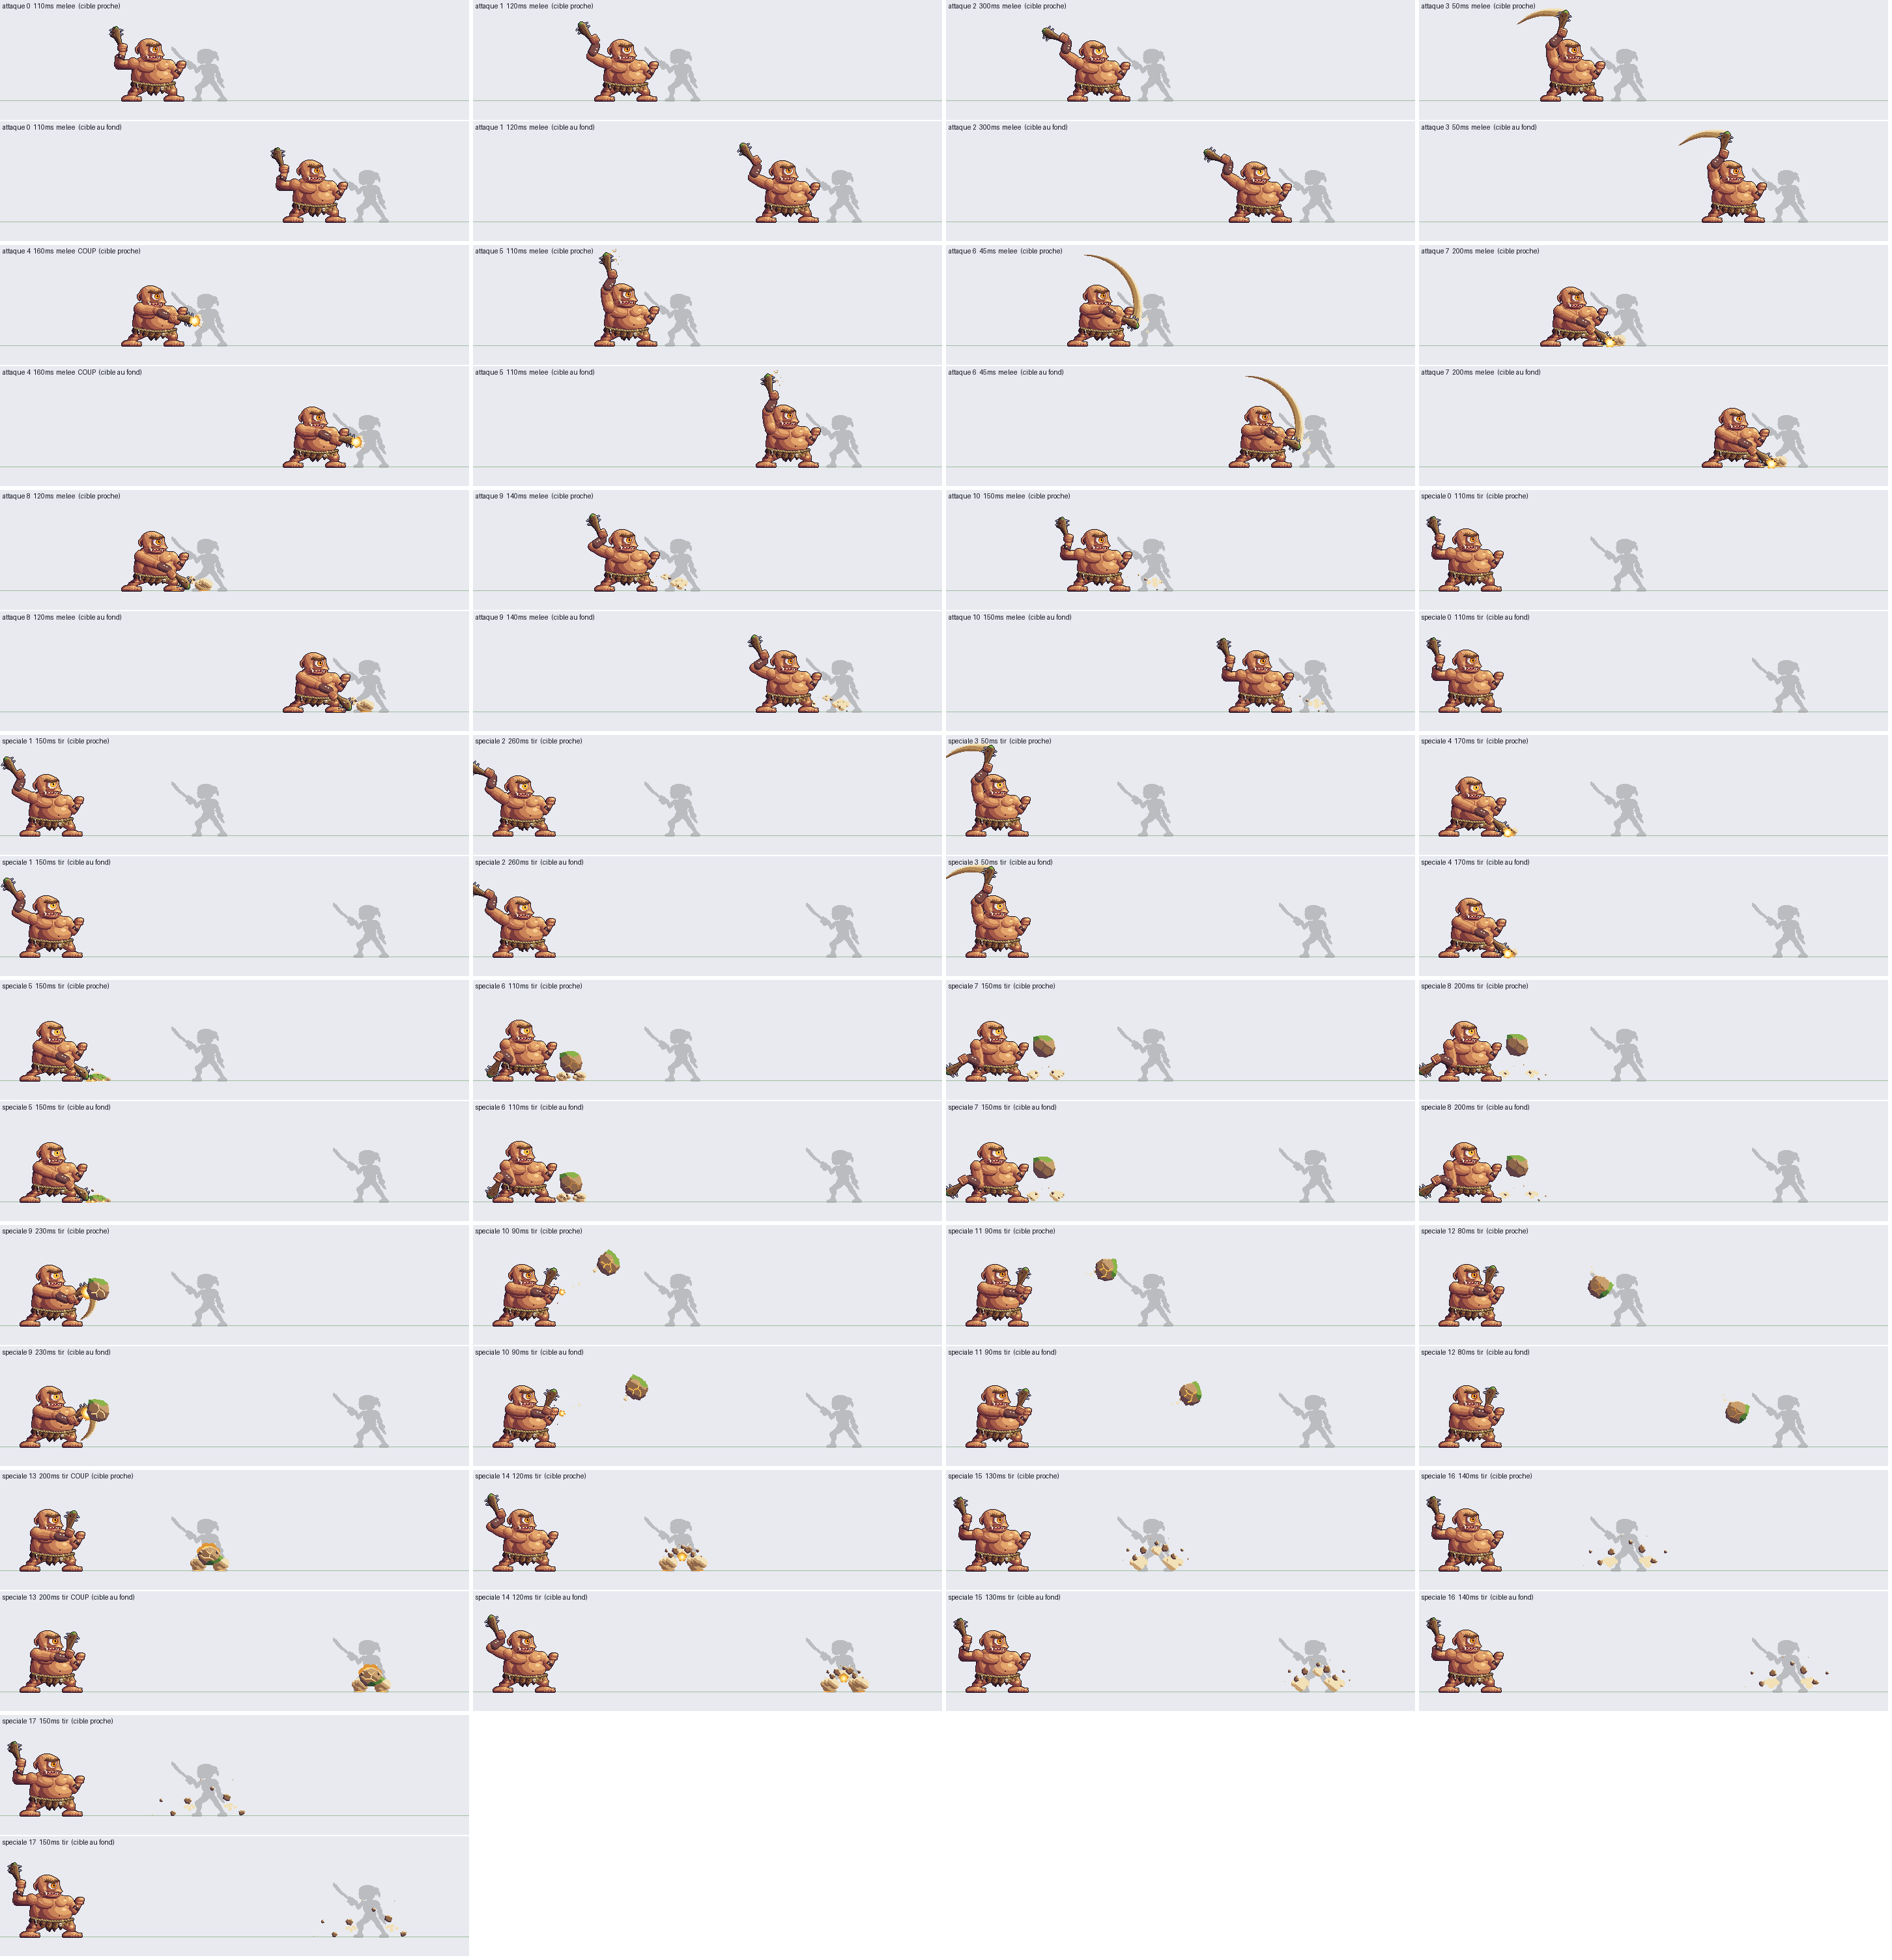 attaque 0 110ms melee (cible proche)
attaque 1 120ms melee (cible proche)
attaque 2 300ms melee (cible proche)
attaque 3 50ms melee (cible proche)
attaque 0 110ms melee (cible au fond)
attaque 1 120ms melee (cible au fond)
attaque 2 300ms melee (cible au fond)
attaque 3 50ms melee (cible au fond)
attaque 4 160ms melee COUP (cible proche)
attaque 5 110ms melee (cible proche)
attaque 6 45ms melee (cible proche)
attaque 7 200ms melee (cible proche)
attaque 4 160ms melee COUP (cible au fond)
attaque 5 110ms melee (cible au fond)
attaque 6 45ms melee (cible au fond)
attaque 7 200ms melee (cible au fond)
attaque 8 120ms melee (cible proche)
attaque 9 140ms melee (cible proche)
attaque 10 150ms melee (cible proche)
speciale 0 110ms tir (cible proche)
attaque 8 120ms melee (cible au fond)
attaque 9 140ms melee (cible au fond)
attaque 10 150ms melee (cible au fond)
speciale 0 110ms tir (cible au fond)
speciale 1 150ms tir (cible proche)
speciale 2 260ms tir (cible proche)
speciale 3 50ms tir (cible proche)
speciale 4 170ms tir (cible proche)
speciale 1 150ms tir (cible au fond)
speciale 2 260ms tir (cible au fond)
speciale 3 50ms tir (cible au fond)
speciale 4 170ms tir (cible au fond)
speciale 5 150ms tir (cible proche)
speciale 6 110ms tir (cible proche)
speciale 7 150ms tir (cible proche)
speciale 8 200ms tir (cible proche)
speciale 5 150ms tir (cible au fond)
speciale 6 110ms tir (cible au fond)
speciale 7 150ms tir (cible au fond)
speciale 8 200ms tir (cible au fond)
speciale 9 230ms tir (cible proche)
speciale 10 90ms tir (cible proche)
speciale 11 90ms tir (cible proche)
speciale 12 80ms tir (cible proche)
speciale 9 230ms tir (cible au fond)
speciale 10 90ms tir (cible au fond)
speciale 11 90ms tir (cible au fond)
speciale 12 80ms tir (cible au fond)
speciale 13 200ms tir COUP (cible proche)
speciale 14 120ms tir (cible proche)
speciale 15 130ms tir (cible proche)
speciale 16 140ms tir (cible proche)
speciale 13 200ms tir COUP (cible au fond)
speciale 14 120ms tir (cible au fond)
speciale 15 130ms tir (cible au fond)
speciale 16 140ms tir (cible au fond)
speciale 17 150ms tir (cible proche)
speciale 17 150ms tir (cible au fond)